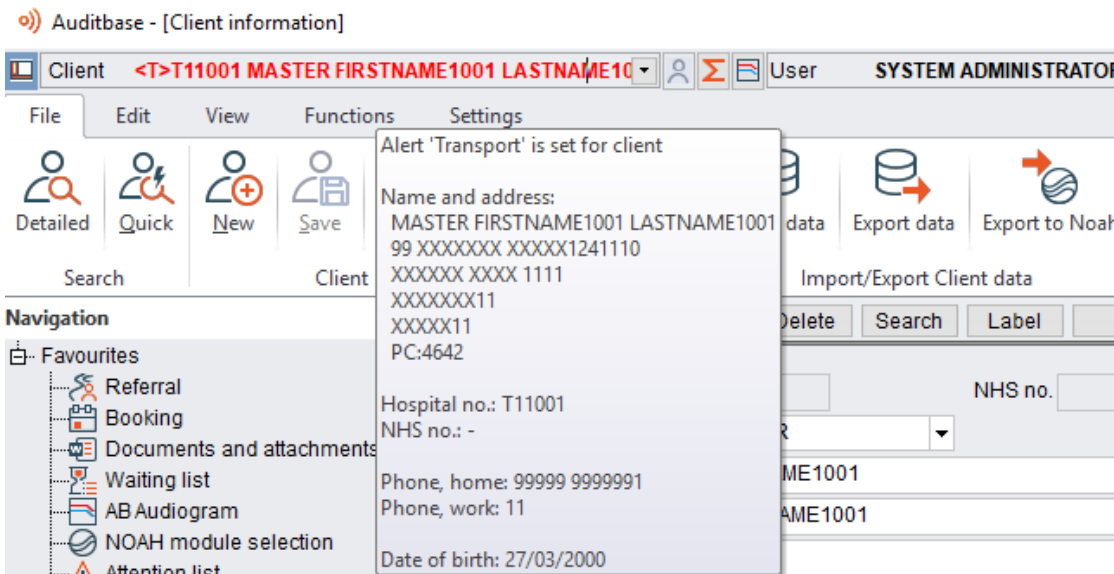 Auditbase - [Client information]
Client <T>T11001 MASTER FIRSTNAME1001 LASTNAME10 User SYSTEM ADMINISTRATOR
File Edit View Functions Settings
Detailed Quick New Save data Export data Export to Noah
Search Client Import/Export Client data
Alert 'Transport' is set for client
Name and address:
MASTER FIRSTNAME1001 LASTNAME1001
99 XXXXXXX XXXXX1241110
XXXXXX XXXX 1111
XXXXXXX11
XXXXX11
PC:4642
Hospital no.: T11001
NHS no.: -
Phone, home: 99999 9999991
Phone, work: 11
Date of birth: 27/03/2000
Navigation
Favourites
Referral
Booking
Documents and attachments
Waiting list
AB Audiogram
NOAH module selection
Attention list
Delete Search Label
NHS no.
ME1001
AME1001